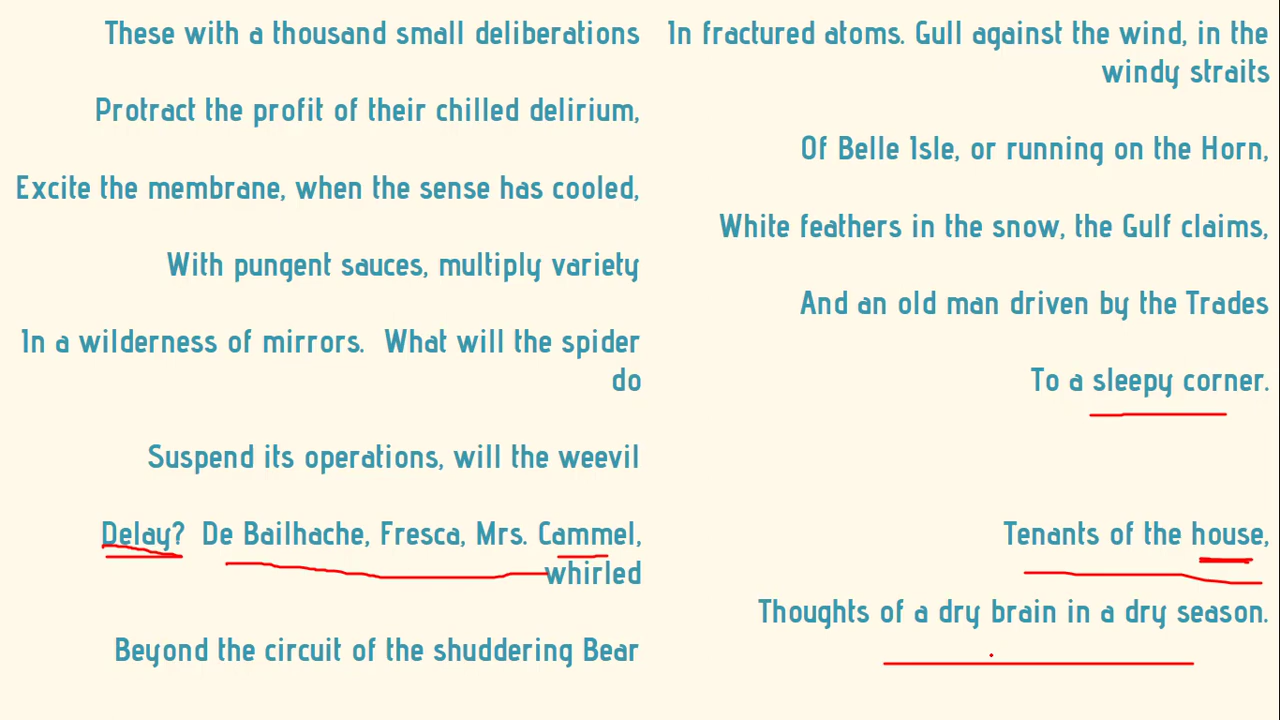 These with a thousand small deliberations
Protract the profit of their chilled delirium,
Excite the membrane, when the sense has cooled,
With pungent sauces, multiply variety
In a wilderness of mirrors.  What will the spider
do
Suspend its operations, will the weevil
Delay?  De Bailhache, Fresca, Mrs. Cammel,
whirled
Beyond the circuit of the shuddering Bear
In fractured atoms. Gull against the wind, in the
windy straits
Of Belle Isle, or running on the Horn,
White feathers in the snow, the Gulf claims,
And an old man driven by the Trades
To a sleepy corner.
Tenants of the house,
Thoughts of a dry brain in a dry season.